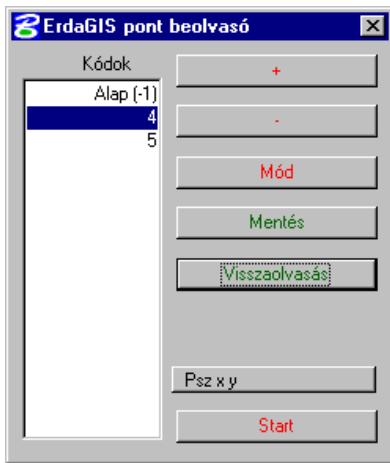 ErdaGIS pont beolvasó
Kódok
Alap (-1)
4
5
+
-
Mód
Mentés
Visszaolvasás
Psz x y
Start